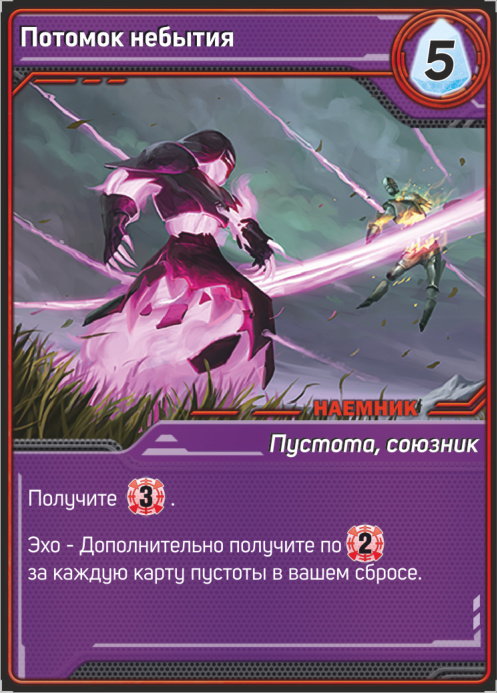 Потомок небытия
5
НАЕМНИК
Пустота, союзник
Получите 3 .
Эхо - Дополнительно получите по 2
за каждую карту пустоты в вашем сбросе.